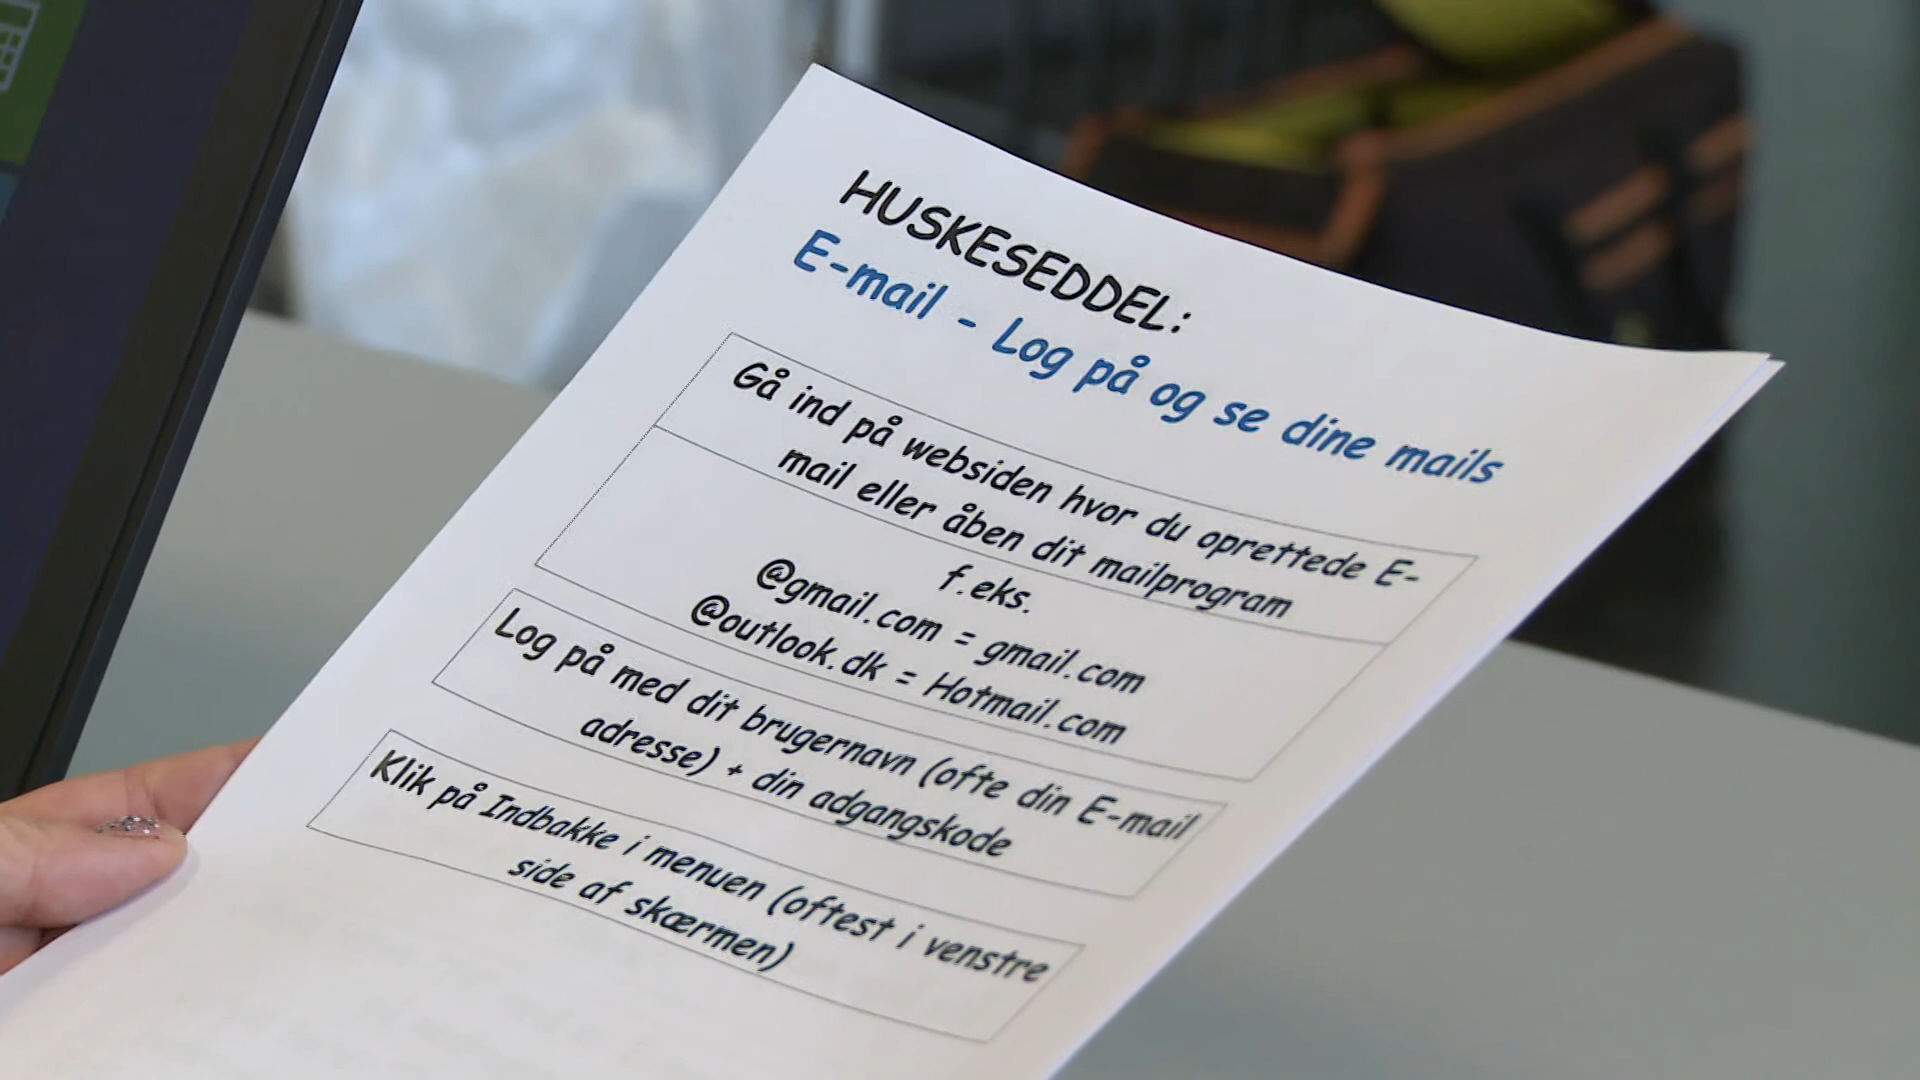 HUSKESEDDEL:
E-mail - Log på og se dine mails
Gå ind på websiden hvor du oprettede E-
mail eller åben dit mailprogram
f.eks.
@gmail.com = gmail.com
@outlook.dk = Hotmail.com
Log på med dit brugernavn (ofte din E-mail
adresse) + din adgangskode
Klik på Indbakke i menuen (oftest i venstre
side af skærmen)